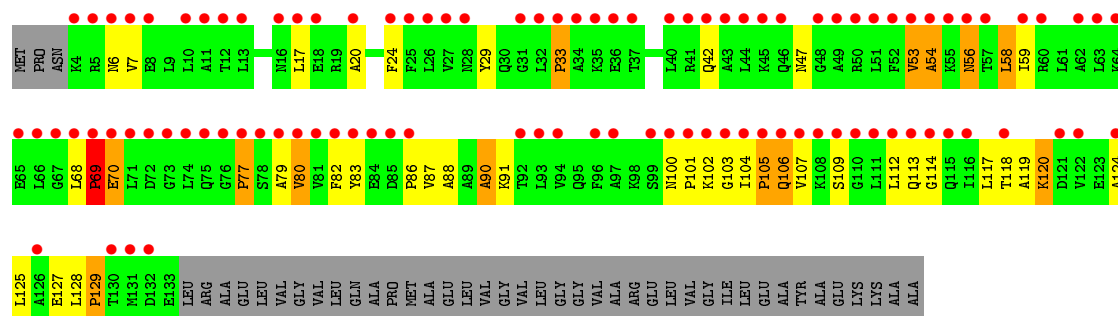 MET PRO ASN K4 R5 N6 V7 E8 L9 L10 A11 T12 L13 N16 L17 E18 R19 A20 F24 F25 L26 V27 N28 Y29 Q30 G31 L32 P33 A34 K35 E36 T37 L40 R41 Q42 A43 L44 K45 Q46 N47 G48 A49 R50 L51 F52 V53 A54 K55 N56 T57 L58 I59 R60 L61 A62 L63 K64
E65 L66 G67 L68 P69 E70 L71 D72 G73 L74 Q75 G76 P77 S78 A79 V80 V81 F82 Y83 E84 D85 P86 V87 A88 A89 A90 K91 T92 L93 V94 Q95 F96 A97 K98 S99 N100 P101 K102 G103 I104 P105 Q106 V107 K108 S109 G110 L111 L112 Q113 G114 Q115 I116 L117 T118 A119 K120 D121 V122 E123 A124
L125 A126 E127 L128 P129 T130 M131 D132 E133 LEU ARG ALA GLU LEU VAL GLY VAL LEU GLN ALA PRO MET ALA GLU LEU VAL GLY VAL LEU GLY GLY VAL ALA ARG GLU LEU VAL GLY ILE LEU GLU ALA TYR ALA GLU LYS LYS ALA ALA